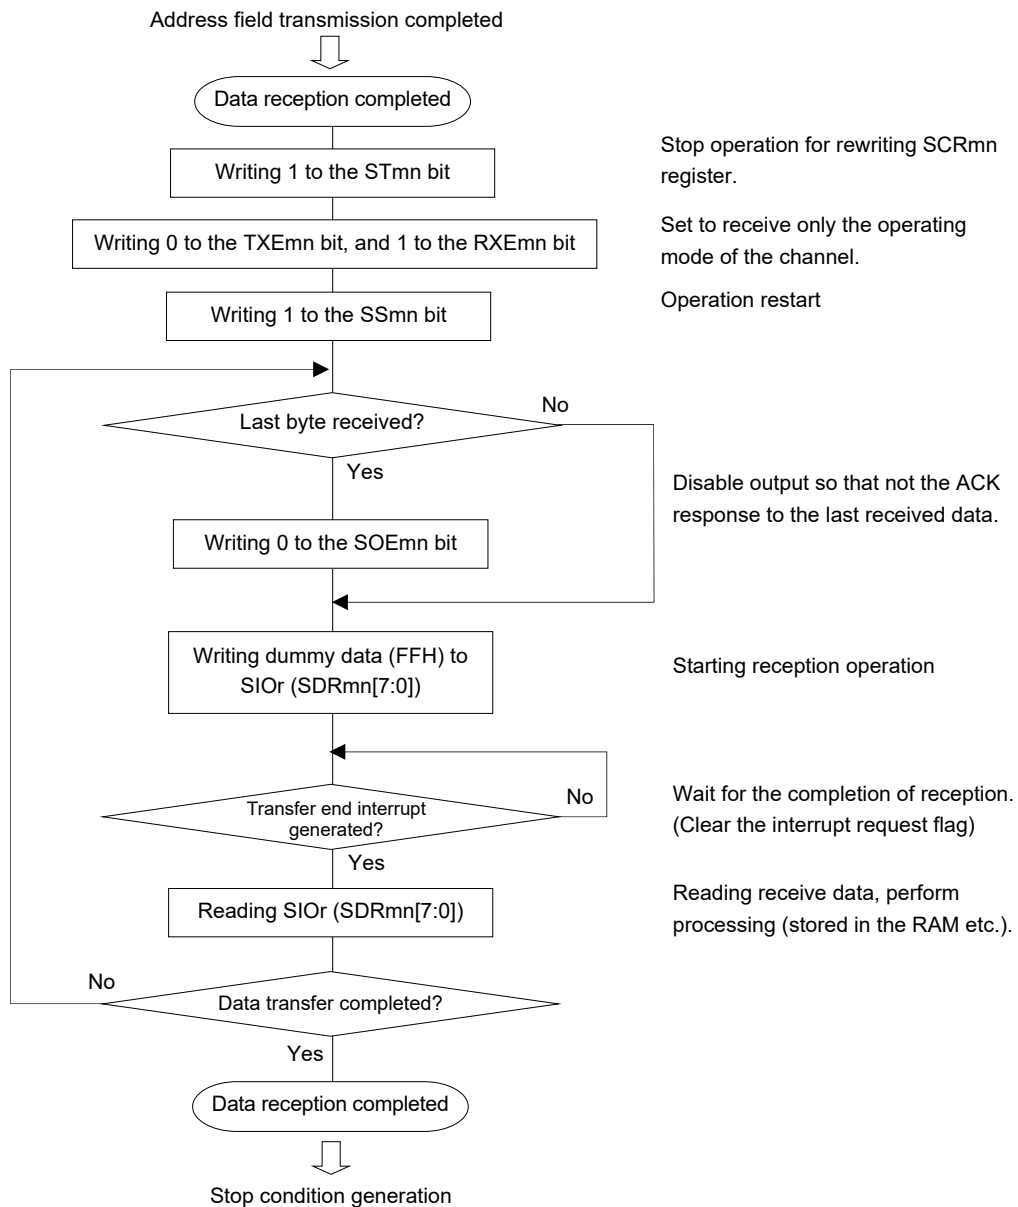 Address field transmission completed
Data reception completed
Writing 1 to the STmn bit
Stop operation for rewriting SCRmn
register.
Writing 0 to the TXEmn bit, and 1 to the RXEmn bit
Set to receive only the operating
mode of the channel.
Writing 1 to the SSmn bit
Operation restart
Last byte received?
No
Yes
Disable output so that not the ACK
response to the last received data.
Writing 0 to the SOEmn bit
Writing dummy data (FFH) to
SIOr (SDRmn[7:0])
Starting reception operation
Transfer end interrupt
generated?
No
Wait for the completion of reception.
(Clear the interrupt request flag)
Yes
Reading SIOr (SDRmn[7:0])
Reading receive data, perform
processing (stored in the RAM etc.).
No
Data transfer completed?
Yes
Data reception completed
Stop condition generation